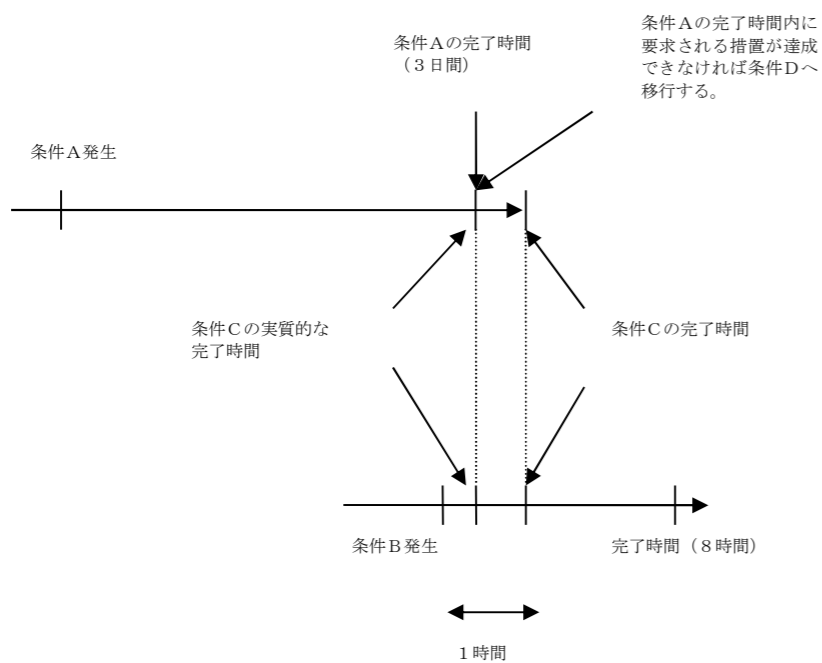 条件Ａの完了時間
（３日間）
条件Ａの完了時間内に
要求される措置が達成
できなければ条件Ｄへ
移行する。
条件Ａ発生
条件Ｃの実質的な
完了時間
条件Ｃの完了時間
条件Ｂ発生
完了時間（８時間）
１時間